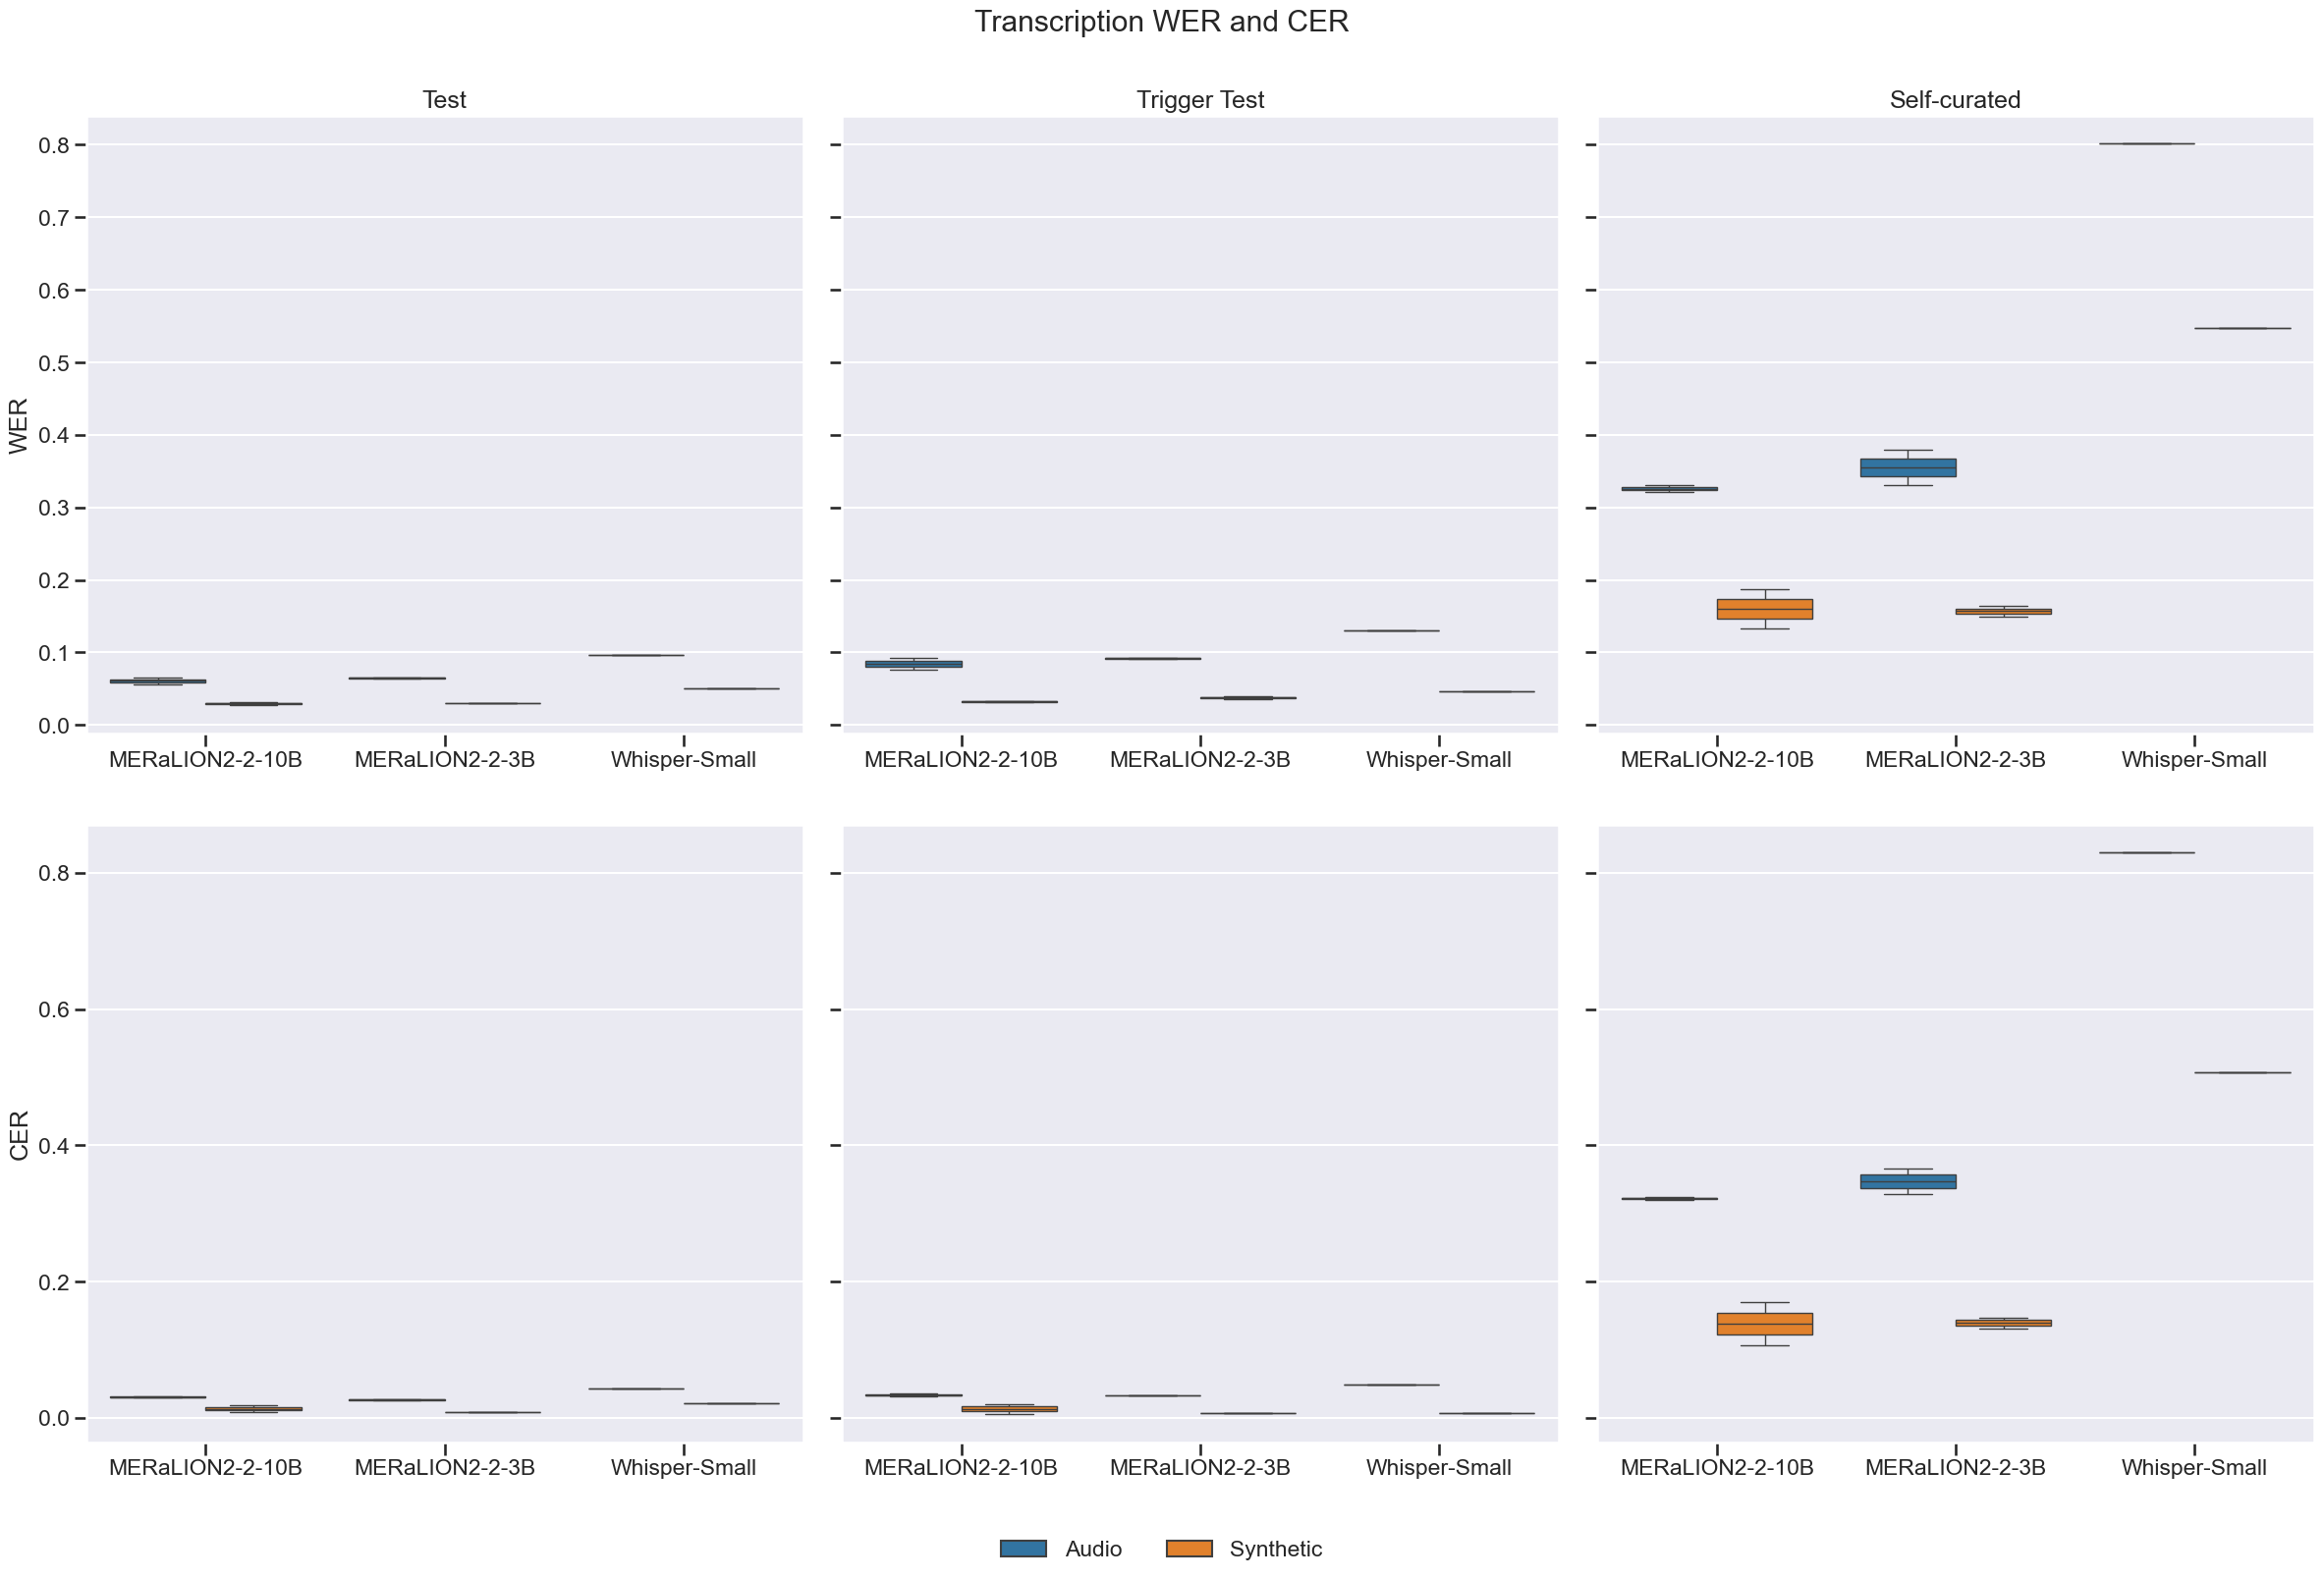 Transcription WER and CER
Test Trigger Test Self-curated
WER
0.8
0.7
0.6
0.5
0.4
0.3
0.2
0.1
0.0
MERaLION2-2-10B MERaLION2-2-3B Whisper-Small MERaLION2-2-10B MERaLION2-2-3B Whisper-Small MERaLION2-2-10B MERaLION2-2-3B Whisper-Small
CER
0.8
0.6
0.4
0.2
0.0
MERaLION2-2-10B MERaLION2-2-3B Whisper-Small MERaLION2-2-10B MERaLION2-2-3B Whisper-Small MERaLION2-2-10B MERaLION2-2-3B Whisper-Small
Audio Synthetic